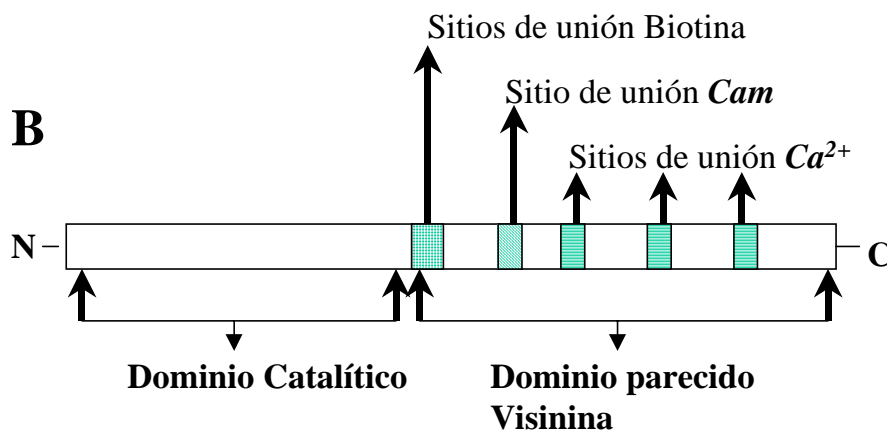 Sitios de unión Biotina
Sitio de unión Cam
B
Sitios de unión Ca²⁺
N
C
Dominio Catalítico
Dominio parecido
Visinina